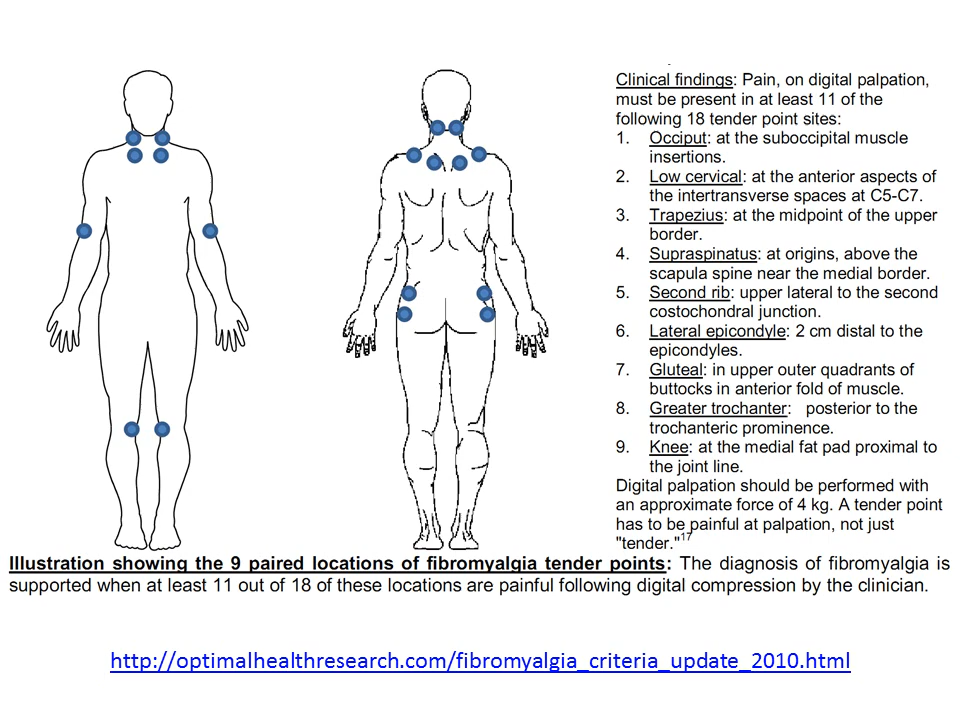 Clinical findings: Pain, on digital palpation,
must be present in at least 11 of the
following 18 tender point sites:
1. Occiput: at the suboccipital muscle
insertions.
2. Low cervical: at the anterior aspects of
the intertransverse spaces at C5-C7.
3. Trapezius: at the midpoint of the upper
border.
4. Supraspinatus: at origins, above the
scapula spine near the medial border.
5. Second rib: upper lateral to the second
costochondral junction.
6. Lateral epicondyle: 2 cm distal to the
epicondyles.
7. Gluteal: in upper outer quadrants of
buttocks in anterior fold of muscle.
8. Greater trochanter: posterior to the
trochanteric prominence.
9. Knee: at the medial fat pad proximal to
the joint line.
Digital palpation should be performed with
an approximate force of 4 kg. A tender point
has to be painful at palpation, not just
"tender."17
Illustration showing the 9 paired locations of fibromyalgia tender points: The diagnosis of fibromyalgia is
supported when at least 11 out of 18 of these locations are painful following digital compression by the clinician.
http://optimalhealthresearch.com/fibromyalgia_criteria_update_2010.html